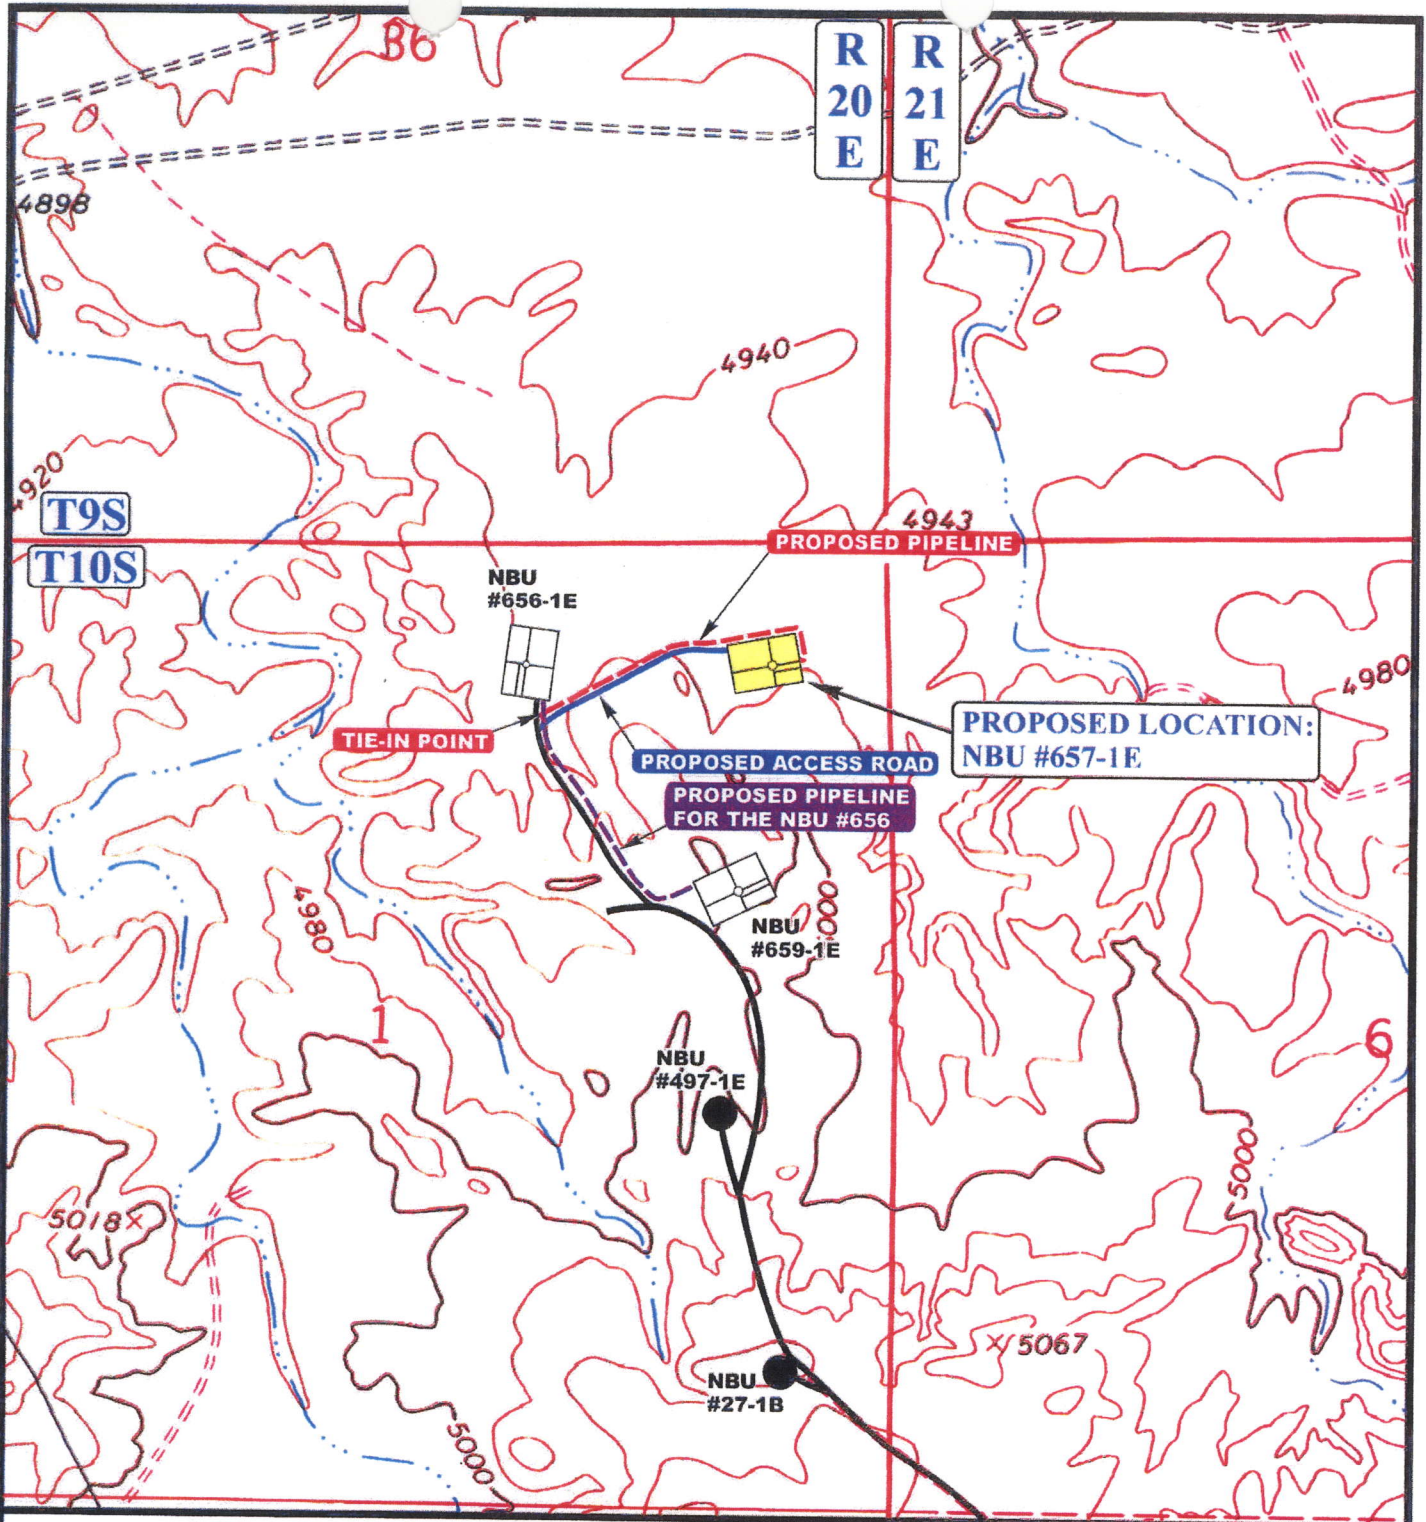 36
R
20
E
R
21
E
4898
4940
4920
T9S
4943
PROPOSED PIPELINE
T10S
NBU
#656-1E
4980
PROPOSED LOCATION:
NBU #657-1E
TIE-IN POINT
PROPOSED ACCESS ROAD
PROPOSED PIPELINE
FOR THE NBU #656
4980
5000
NBU
#659-1E
1
6
NBU
#497-1E
5000
5018
5067
NBU
#27-1B
5000